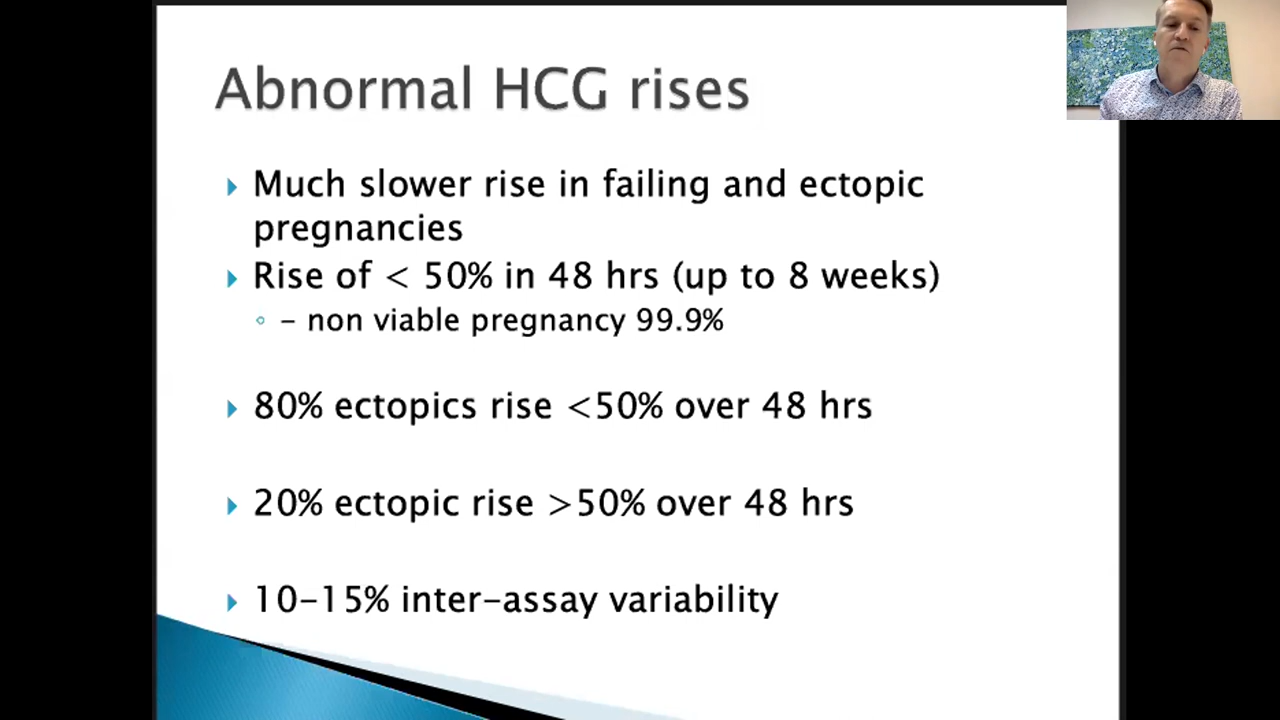 Abnormal HCG rises
Much slower rise in failing and ectopic
pregnancies
Rise of < 50% in 48 hrs (up to 8 weeks)
– non viable pregnancy 99.9%
80% ectopics rise <50% over 48 hrs
20% ectopic rise >50% over 48 hrs
10-15% inter-assay variability